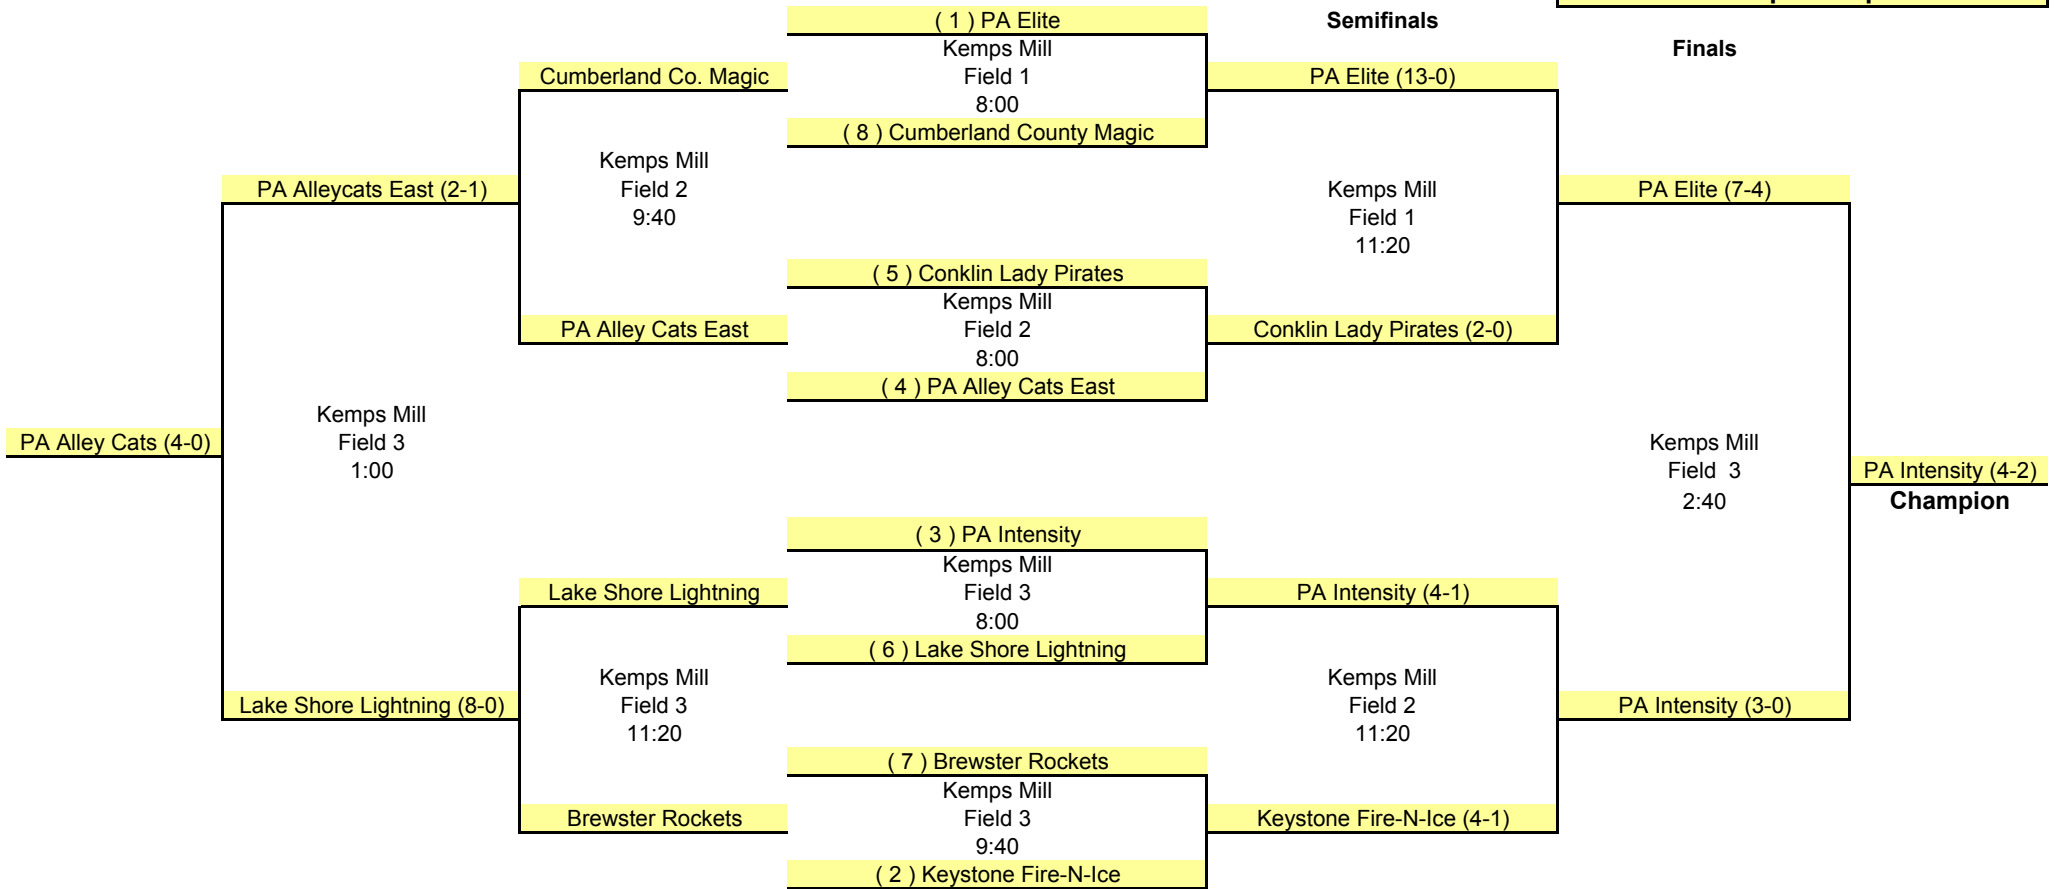 ( 1 ) PA Elite
Semifinals
Kemps Mill
Finals
Cumberland Co. Magic
Field 1
PA Elite (13-0)
8:00
( 8 ) Cumberland County Magic
Kemps Mill
PA Alleycats East (2-1)
Field 2
Kemps Mill
PA Elite (7-4)
9:40
Field 1
11:20
( 5 ) Conklin Lady Pirates
Kemps Mill
PA Alley Cats East
Field 2
Conklin Lady Pirates (2-0)
8:00
( 4 ) PA Alley Cats East
Kemps Mill
PA Alley Cats (4-0)
Field 3
Kemps Mill
1:00
Field 3
PA Intensity (4-2)
2:40
Champion
( 3 ) PA Intensity
Kemps Mill
Lake Shore Lightning
Field 3
PA Intensity (4-1)
8:00
( 6 ) Lake Shore Lightning
Kemps Mill
Kemps Mill
Lake Shore Lightning (8-0)
Field 3
Field 2
PA Intensity (3-0)
11:20
11:20
( 7 ) Brewster Rockets
Kemps Mill
Brewster Rockets
Field 3
Keystone Fire-N-Ice (4-1)
9:40
( 2 ) Keystone Fire-N-Ice